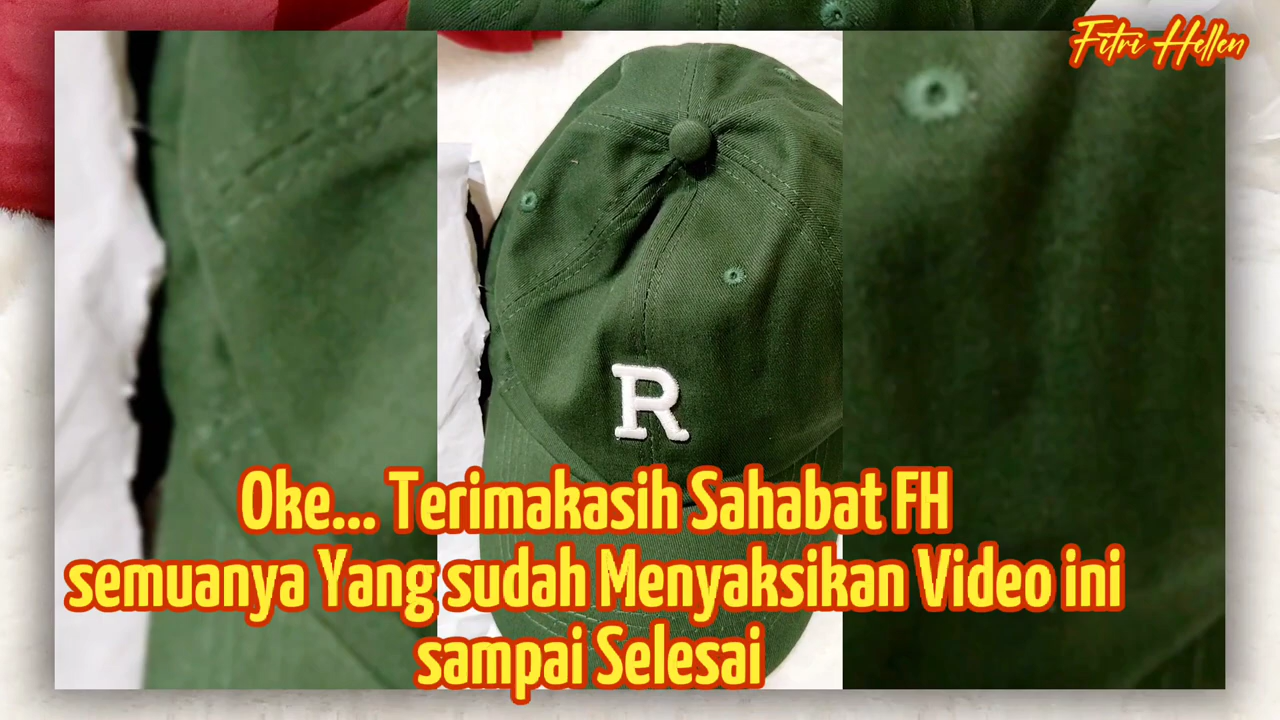 Fitri Hellen
R
Oke... Terimakasih Sahabat FH
semuanya Yang sudah Menyaksikan Video ini
sampai Selesai